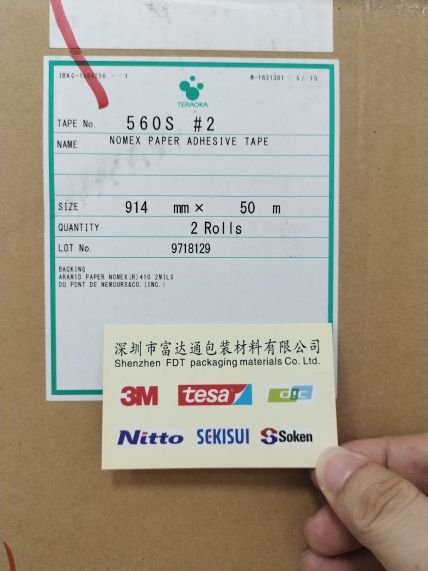 M-1631361 5/ 15
TERAOKA
TAPE No. 560S #2
NAME NOMEX PAPER ADHESIVE TAPE
SIZE 914 mm× 50 m
QUANTITY 2 Rolls
LOT No. 9718129
BACKING
ARAMID PAPER NOMEX(R)410 2MILS
DU PONT DE NEMOURS&CO.(INC.)
深圳市富达通包装材料有限公司
Shenzhen FDT packaging materials Co. Ltd.
3M tesa dic
Nitto SEKISUI Soken